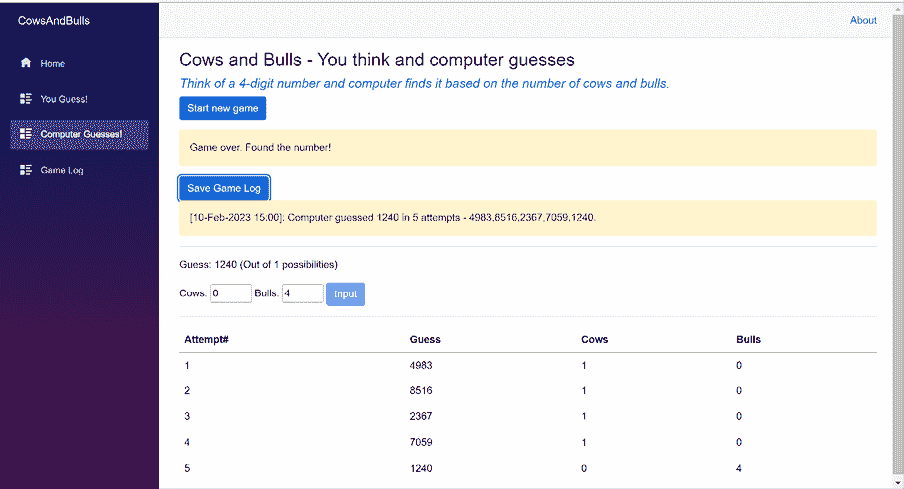 CowsAndBulls
About
Home
You Guess!
Computer Guesses!
Game Log
Cows and Bulls - You think and computer guesses
Think of a 4-digit number and computer finds it based on the number of cows and bulls.
Start new game
Game over. Found the number!
Save Game Log
[10-Feb-2023 15:00]: Computer guessed 1240 in 5 attempts - 4983,8516,2367,7059,1240.
Guess: 1240 (Out of 1 possibilities)
Cows. 0 Bulls. 4 Input
Attempt# Guess Cows Bulls
1 4983 1 0
2 8516 1 0
3 2367 1 0
4 7059 1 0
5 1240 0 4